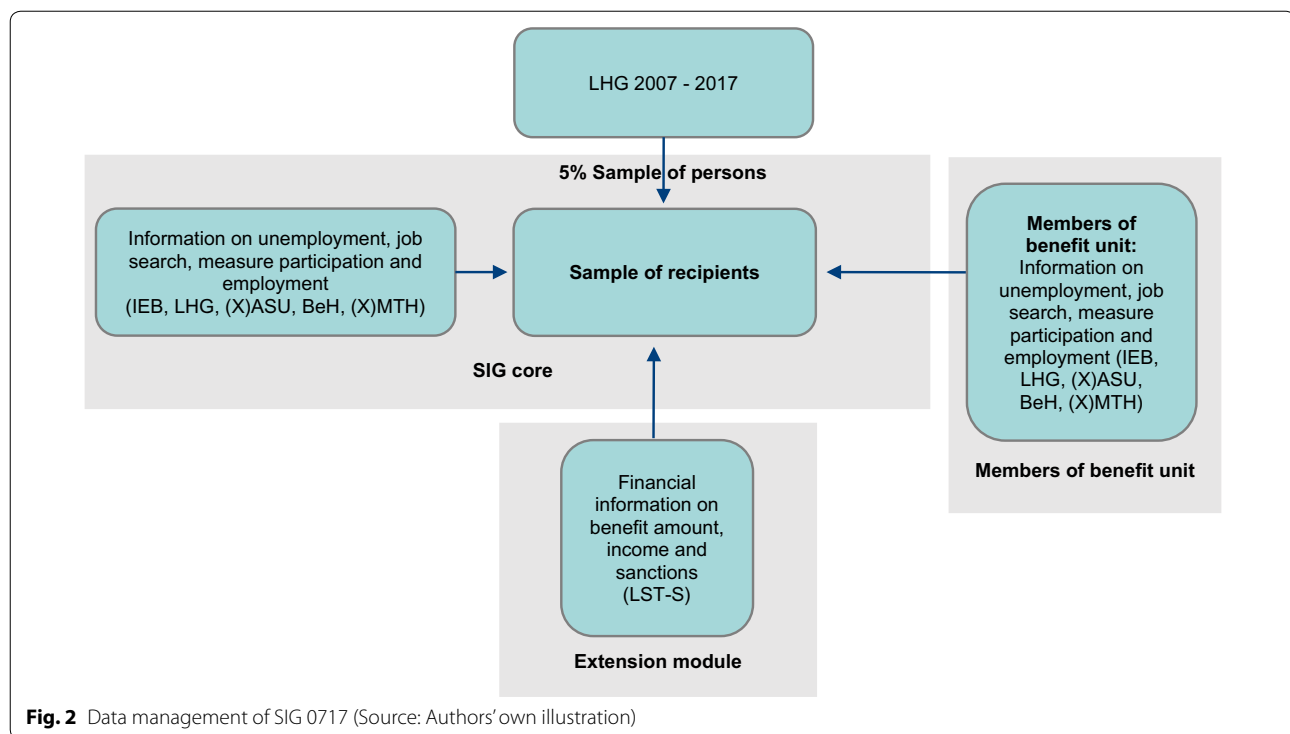 LHG 2007 - 2017
5% Sample of persons
Information on unemployment, job
search, measure participation and
employment
(IEB, LHG, (X)ASU, BeH, (X)MTH)
Sample of recipients
SIG core
Members of
benefit unit:
Information on
unemployment, job
search, measure
participation and
employment (IEB,
LHG, (X)ASU,
BeH, (X)MTH)
Members of benefit unit
Financial
information on
benefit amount,
income and
sanctions
(LST-S)
Extension module
Fig. 2 Data management of SIG 0717 (Source: Authors' own illustration)